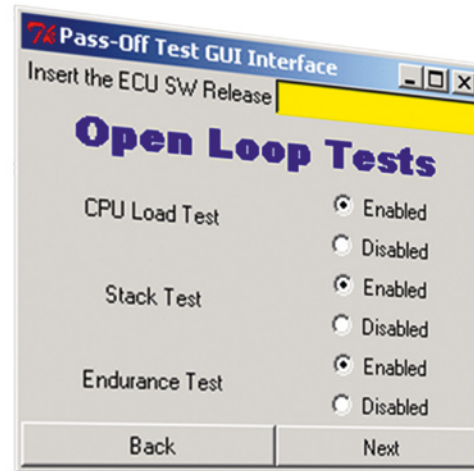 Pass-Off Test GUI Interface
Insert the ECU SW Release
Open Loop Tests
CPU Load Test
Enabled
Disabled
Stack Test
Enabled
Disabled
Endurance Test
Enabled
Disabled
Back
Next